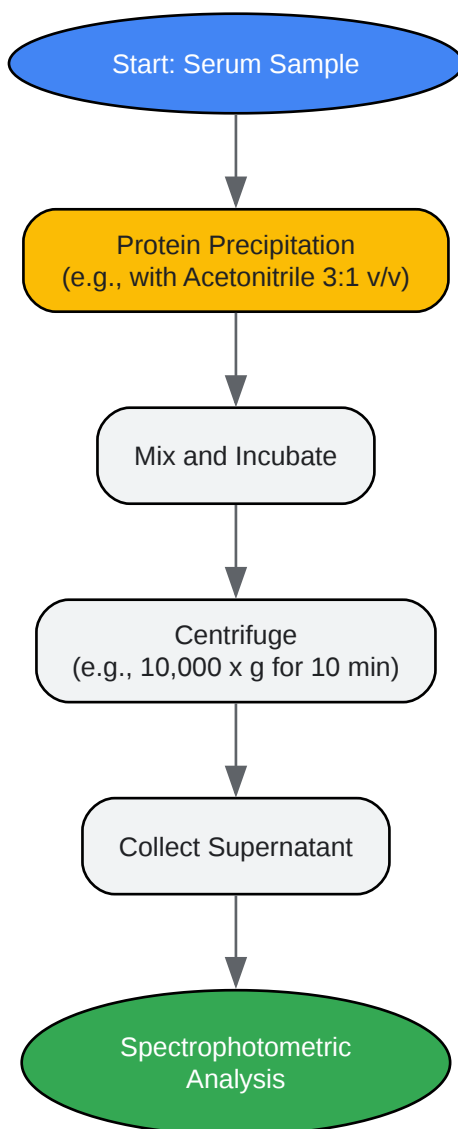 Start: Serum Sample
Protein Precipitation
(e.g., with Acetonitrile 3:1 v/v)
Mix and Incubate
Centrifuge
(e.g., 10,000 x g for 10 min)
Collect Supernatant
Spectrophotometric
Analysis